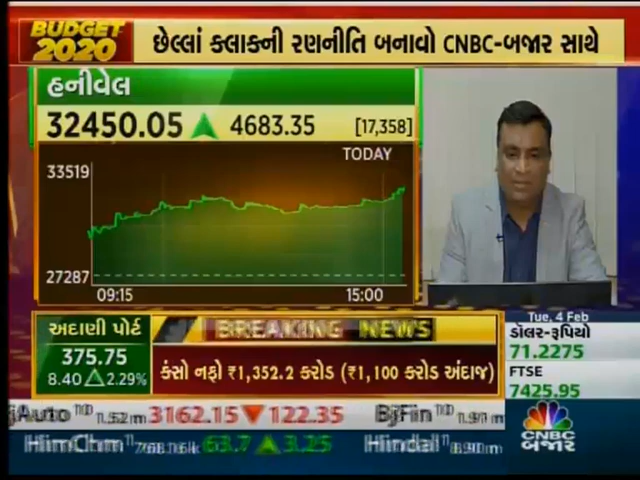 BUDGET
2020
છેલ્લાં ક્લાકની રણનીતિ બનાવો CNBC-બજાર સાથે
હનીવેલ
32450.05 ▲ 4683.35 [17,358]
TODAY
33519
27287
09:15 15:00
અદાણી પોર્ટ
375.75
8.40 ▲ 2.29%
BREAKING NEWS
કંસો નફો ₹1,352.2 કરોડ (₹1,100 કરોડ અંદાજ)
Tue, 4 Feb
ડૉલર-રૂપિયો
71.2275
FTSE
7425.95
jAuto 3162.15 ▼ 122.35 BjFin
63.7 ▲ 3.25 Hindal
CNBC
બજાર